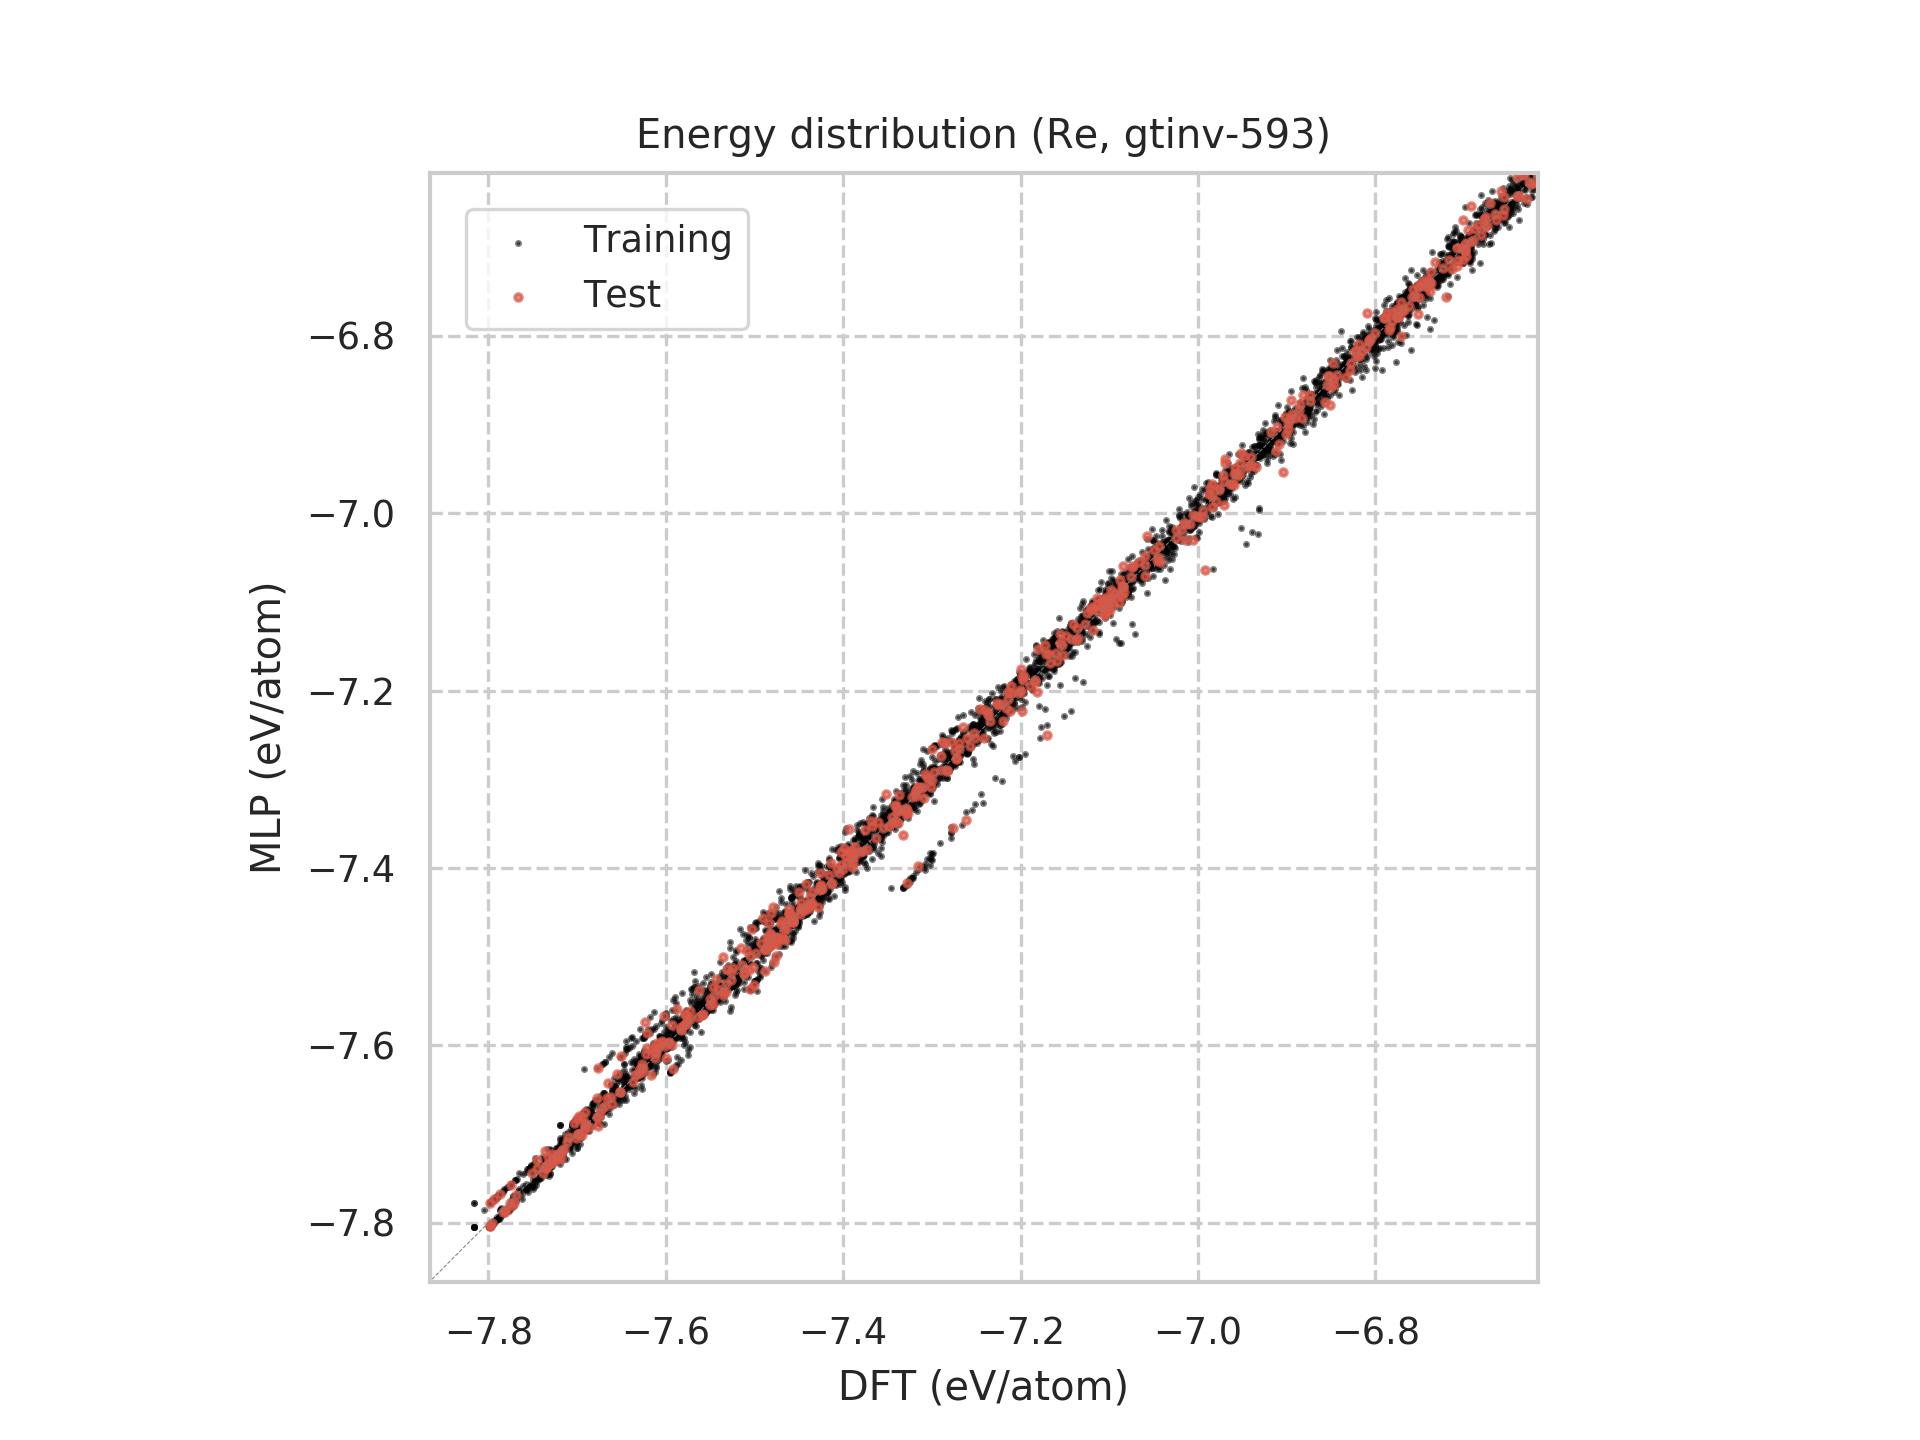 Energy distribution (Re, gtinv-593)
Training
Test
−6.8
−7.0
−7.2
−7.4
−7.6
−7.8
MLP (eV/atom)
−7.8 −7.6 −7.4 −7.2 −7.0 −6.8
DFT (eV/atom)